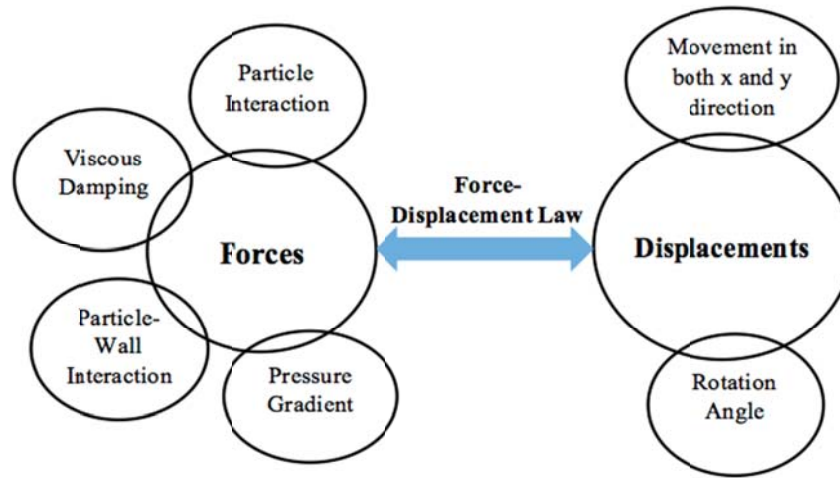 Particle
Interaction
Viscous
Damping
Forces
Particle-
Wall
Interaction
Pressure
Gradient
Force-
Displacement Law
Movement in
both x and y
direction
Displacements
Rotation
Angle